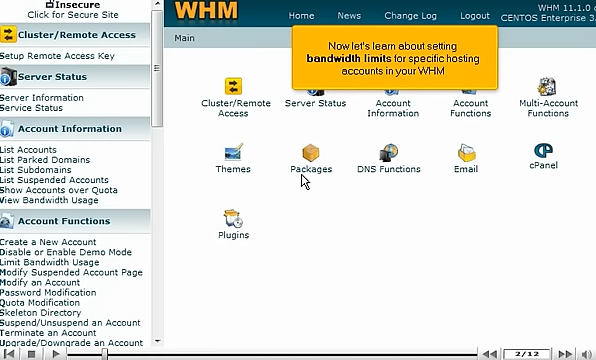 Insecure
Click for Secure Site
Cluster/Remote Access
Setup Remote Access Key
Server Status
Server Information
Service Status
Account Information
List Accounts
List Parked Domains
List Subdomains
List Suspended Accounts
Show Accounts over Quota
View Bandwidth Usage
Account Functions
Create a New Account
Disable or Enable Demo Mode
Limit Bandwidth Usage
Modify Suspended Account Page
Modify an Account
Password Modification
Quota Modification
Skeleton Directory
Suspend/Unsuspend an Account
Terminate an Account
Upgrade/Downgrade an Account
WHM
Home News Change Log Logout
WHM 11.1.0
CENTOS Enterprise 3.
Main
Now let's learn about setting
bandwidth limits for specific hosting
accounts in your WHM
Cluster/Remote
Access
Server Status
Account
Information
Account
Functions
Multi-Account
Functions
Themes
Packages
DNS Functions
Email
cPanel
Plugins
2/12